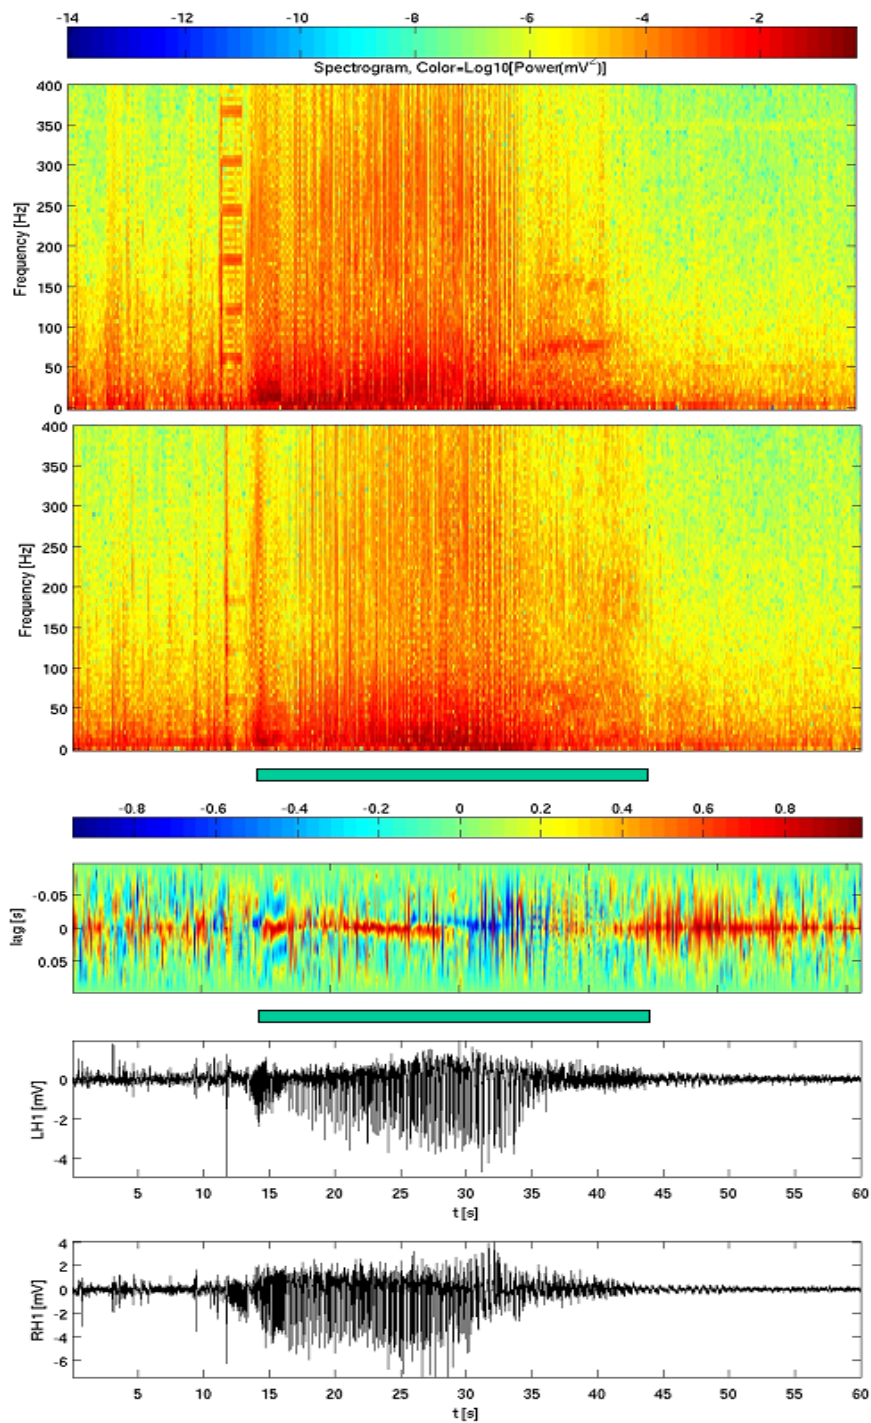 -14 -12 -10 -8 -6 -4 -2
Spectrogram, Color=Log10[Power(mV²)]
400
350
300
250
200
150
100
50
0
Frequency [Hz]
400
350
300
250
200
150
100
50
0
Frequency [Hz]
-0.8 -0.6 -0.4 -0.2 0 0.2 0.4 0.6 0.8
-0.05
0
0.05
lag [s]
0
-2
-4
LH1 [mV]
5 10 15 20 25 30 35 40 45 50 55 60
t [s]
4
2
0
-2
-4
-6
RH1 [mV]
5 10 15 20 25 30 35 40 45 50 55 60
t [s]